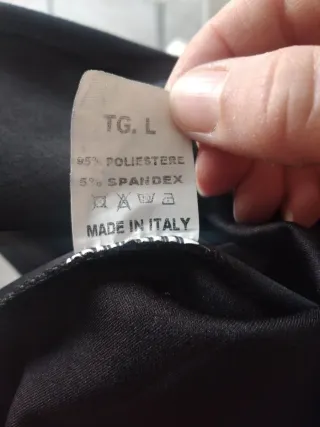 TG. L
95% POLIESTERE
5% SPANDEX
MADE IN ITALY